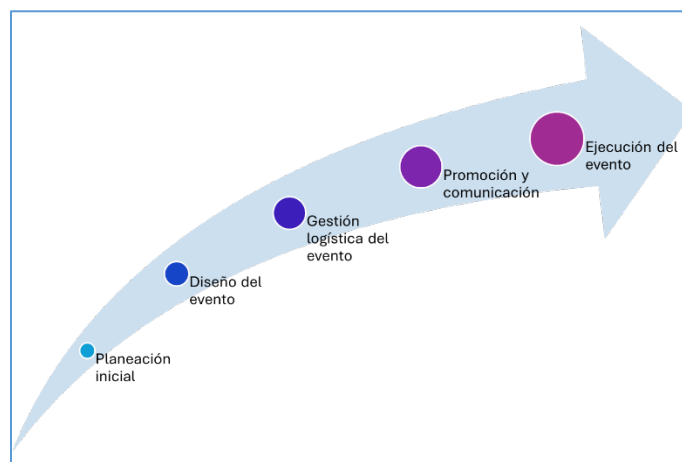 Planeación
inicial
Diseño del
evento
Gestión
logística del
evento
Promoción y
comunicación
Ejecución del
evento